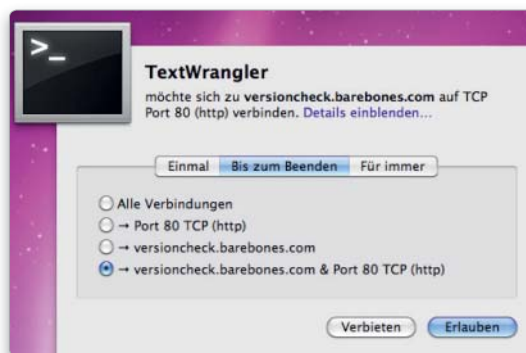 >_
TextWrangler
möchte sich zu versioncheck.barebones.com auf TCP
Port 80 (http) verbinden. Details einblenden...
Einmal Bis zum Beenden Für immer
Alle Verbindungen
→ Port 80 TCP (http)
→ versioncheck.barebones.com
→ versioncheck.barebones.com & Port 80 TCP (http)
Verbieten Erlauben